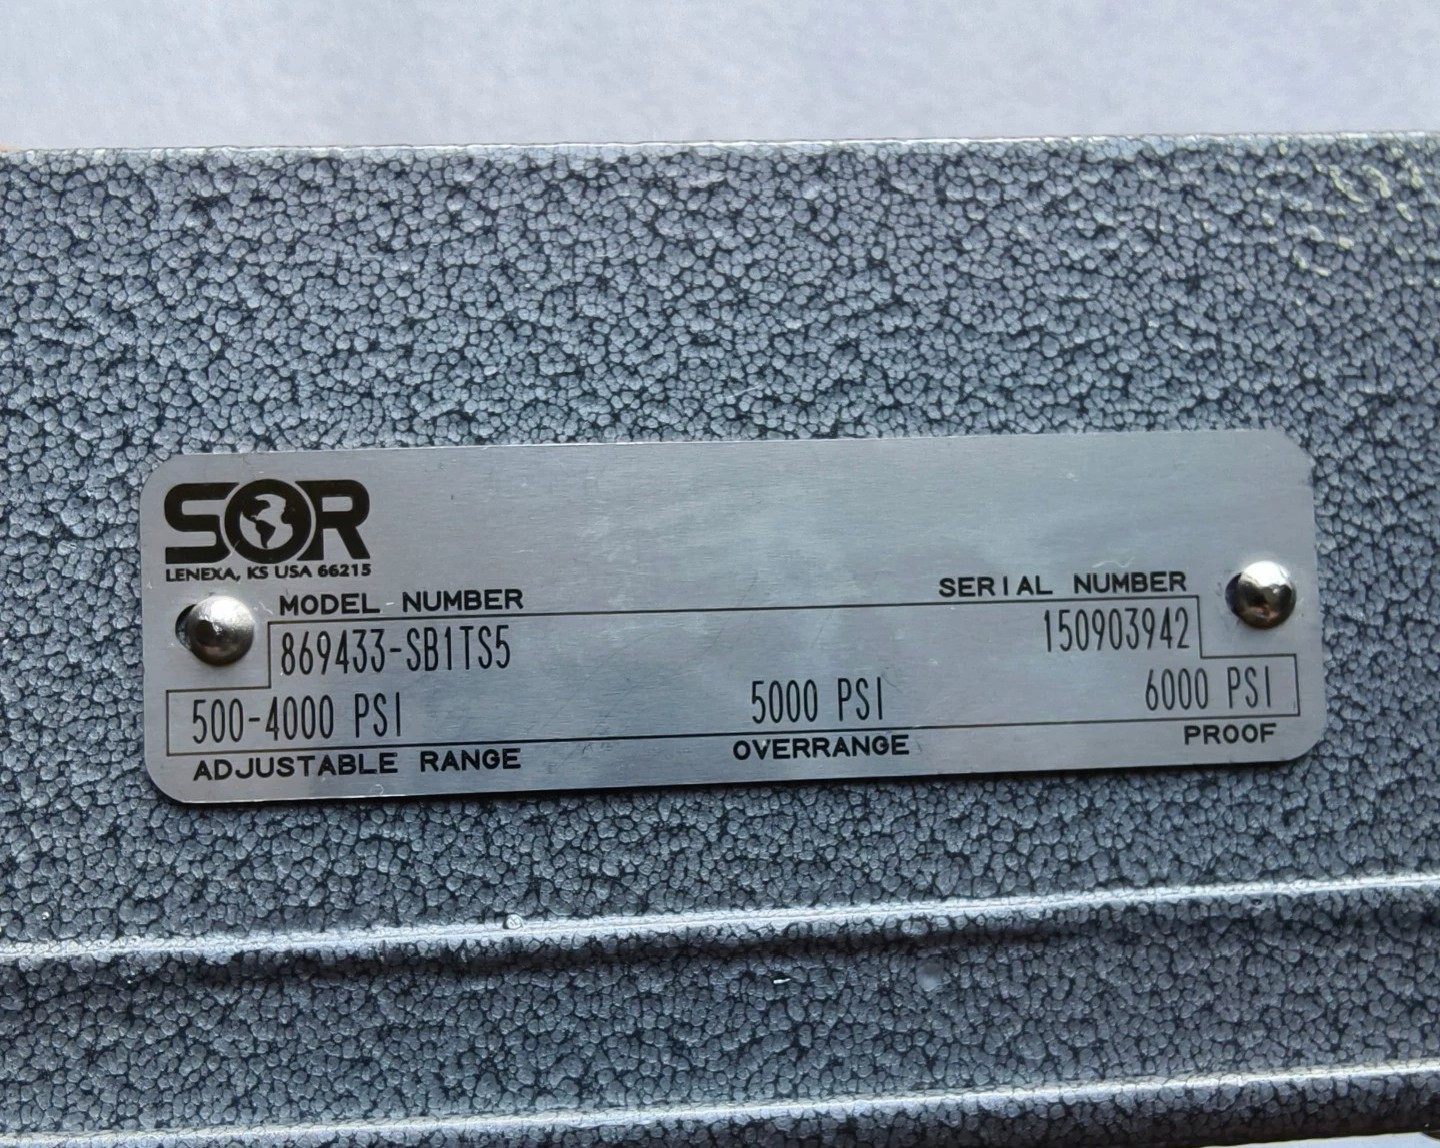 SOR
LENEXA, KS USA 66215
MODEL NUMBER SERIAL NUMBER
869433-SB1TS5 150903942
500-4000 PSI 5000 PSI 6000 PSI
ADJUSTABLE RANGE OVERRANGE PROOF